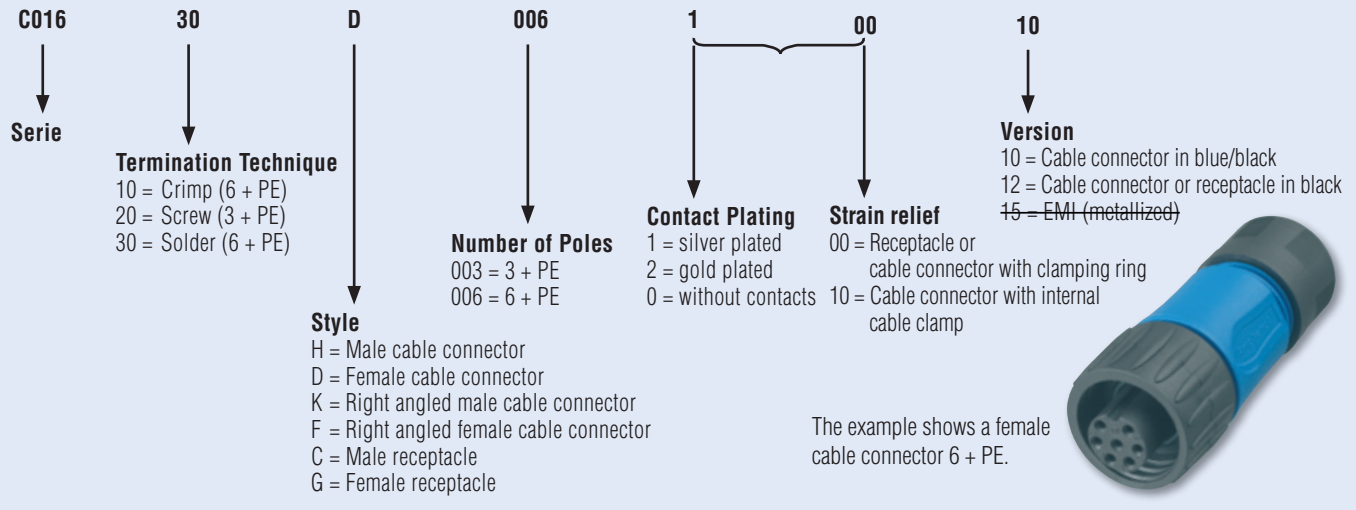 C016 30 D 006 1 00 10
Serie
Termination Technique
10 = Crimp (6 + PE)
20 = Screw (3 + PE)
30 = Solder (6 + PE)
Style
H = Male cable connector
D = Female cable connector
K = Right angled male cable connector
F = Right angled female cable connector
C = Male receptacle
G = Female receptacle
Number of Poles
003 = 3 + PE
006 = 6 + PE
Contact Plating
1 = silver plated
2 = gold plated
0 = without contacts
Strain relief
00 = Receptacle or
cable connector with clamping ring
10 = Cable connector with internal
cable clamp
Version
10 = Cable connector in blue/black
12 = Cable connector or receptacle in black
15 = EMI (metallized)
The example shows a female
cable connector 6 + PE.